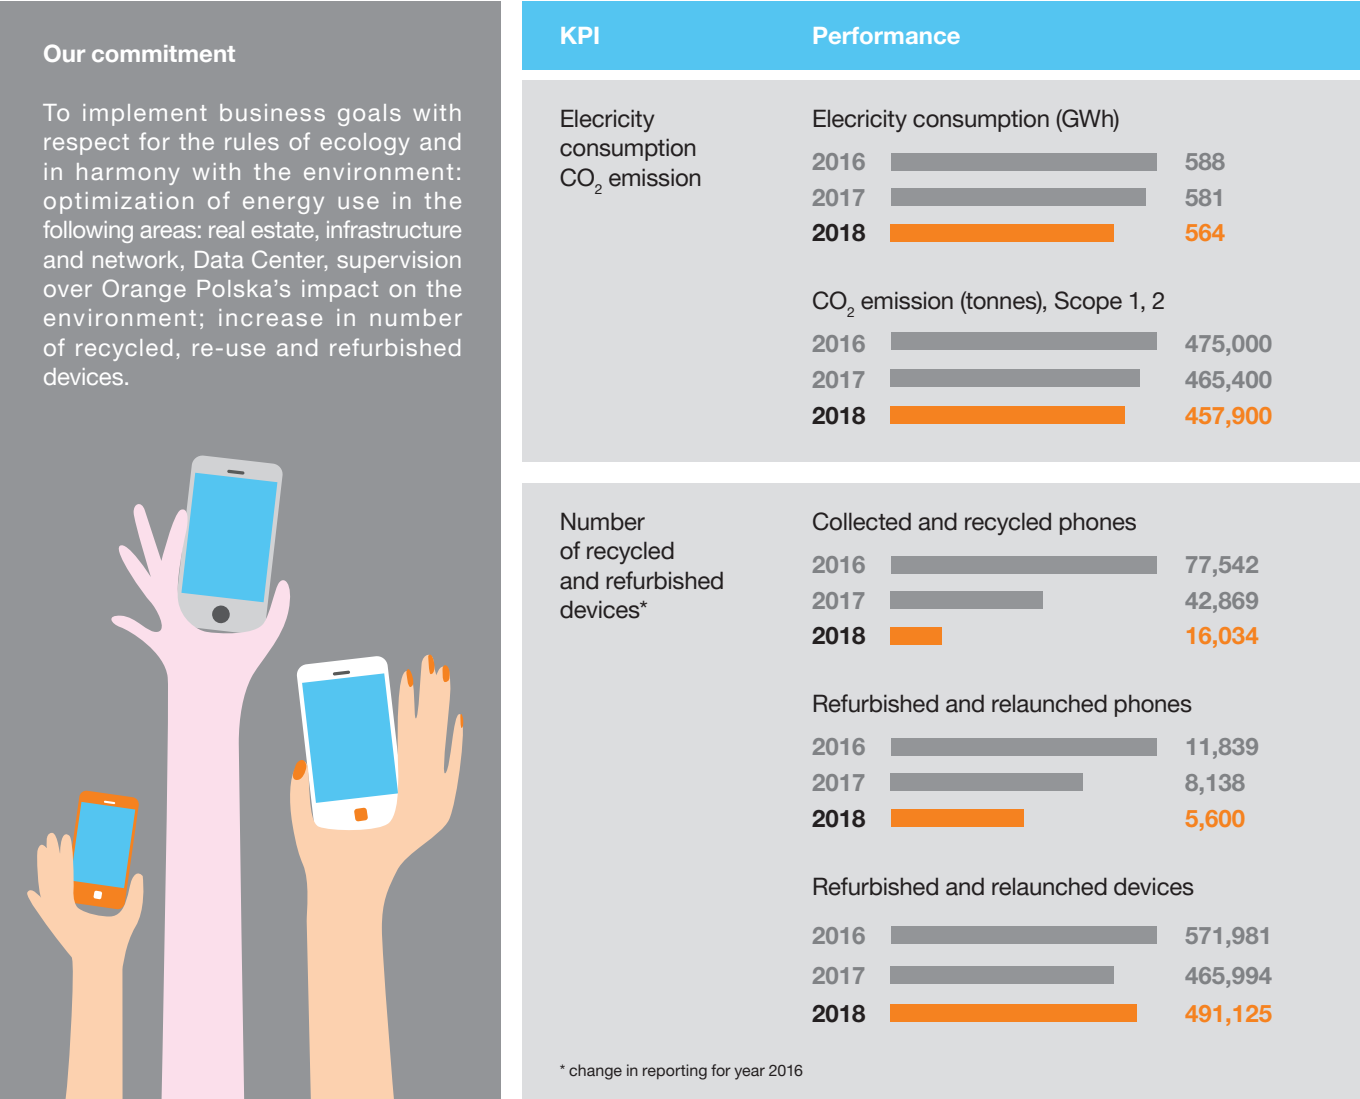 Our commitment
To implement business goals with
respect for the rules of ecology and
in harmony with the environment:
optimization of energy use in the
following areas: real estate, infrastructure
and network, Data Center, supervision
over Orange Polska’s impact on the
environment; increase in number
of recycled, re-use and refurbished
devices.
KPI Performance
Elecricity
consumption
CO2 emission
Elecricity consumption (GWh)
2016 588
2017 581
2018 564
CO2 emission (tonnes), Scope 1, 2
2016 475,000
2017 465,400
2018 457,900
Number
of recycled
and refurbished
devices*
Collected and recycled phones
2016 77,542
2017 42,869
2018 16,034
Refurbished and relaunched phones
2016 11,839
2017 8,138
2018 5,600
Refurbished and relaunched devices
2016 571,981
2017 465,994
2018 491,125
* change in reporting for year 2016